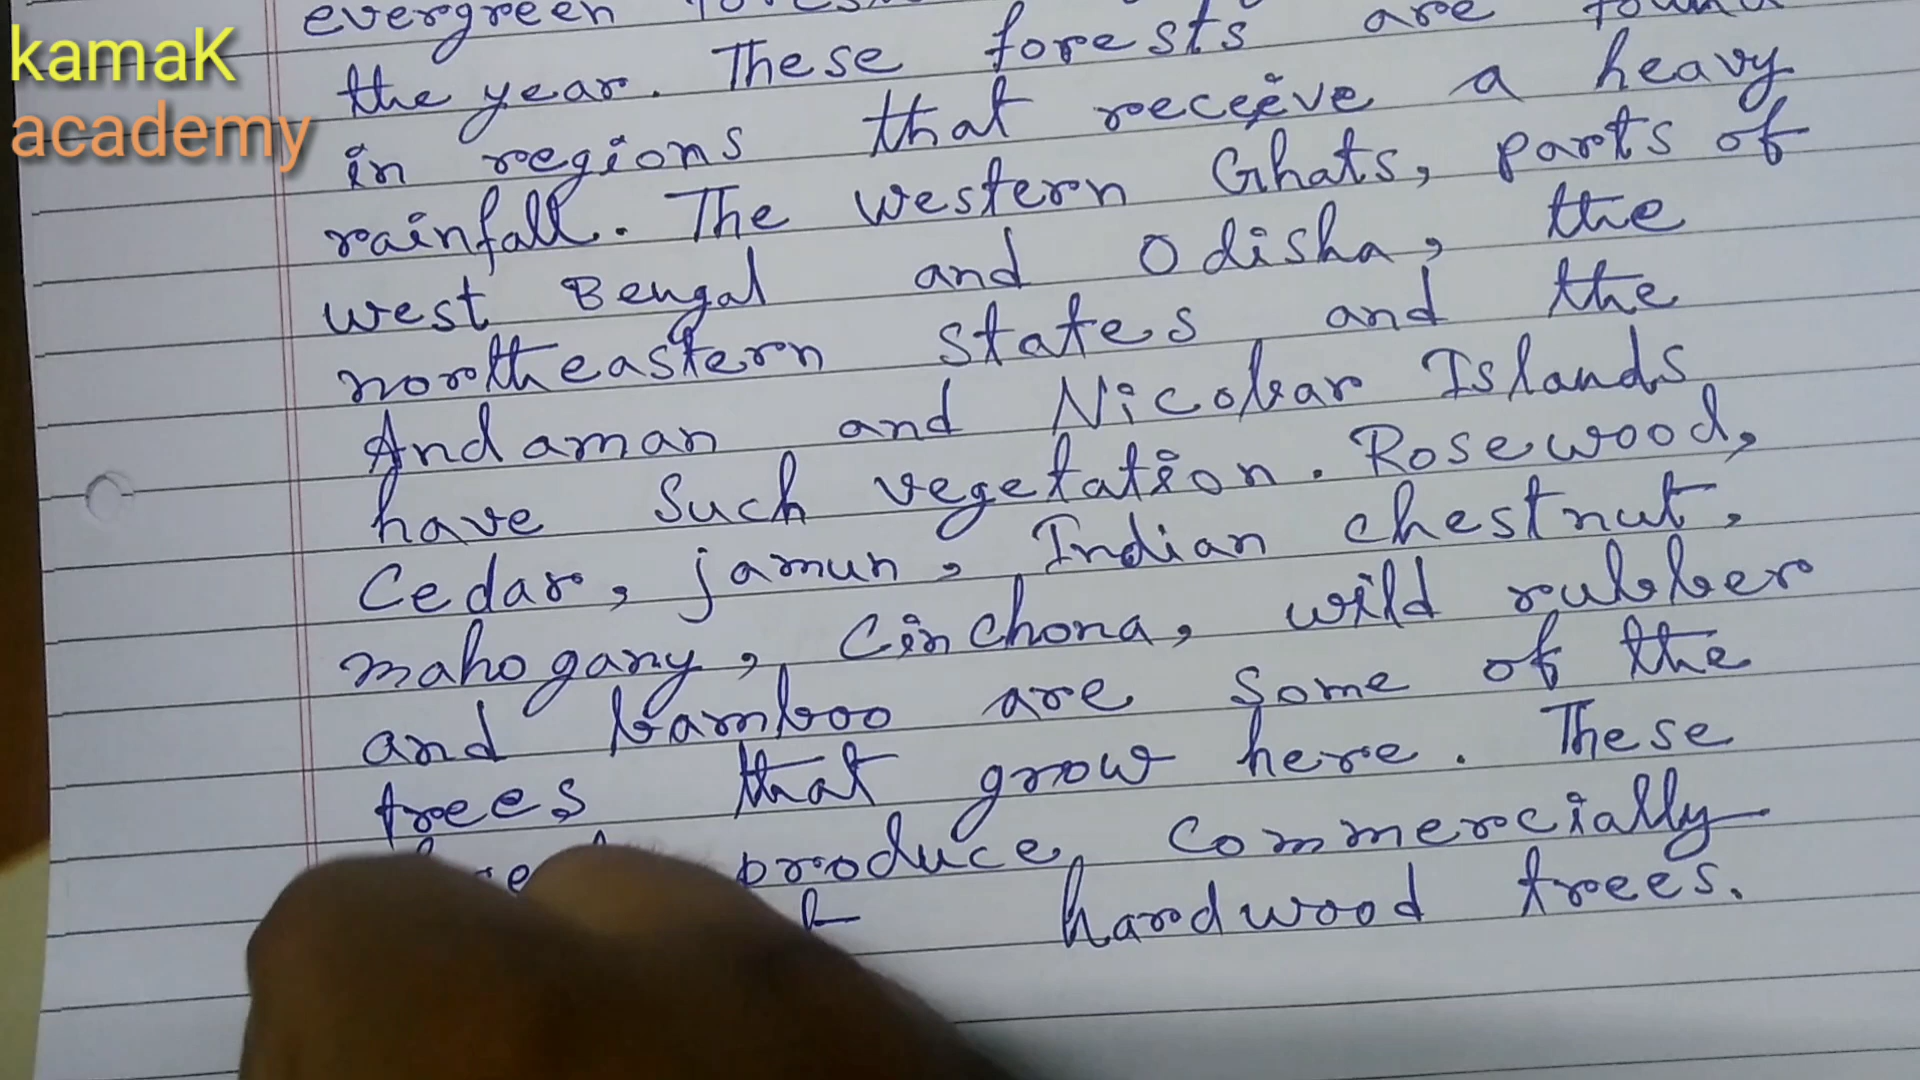 kamaK
academy
evergreen
the year. These forests are found
in regions that receive a heavy
rainfall. The western Ghats, parts of
west Bengal and Odisha, the
northeastern states and the
Andaman and Nicobar Islands
have Such vegetation. Rosewood,
Cedar, jamun, Indian chestnut,
mahogany, Cinchona, wild rubber
and bamboo are some of the
trees that grow here. These
produce commercially
hardwood trees.